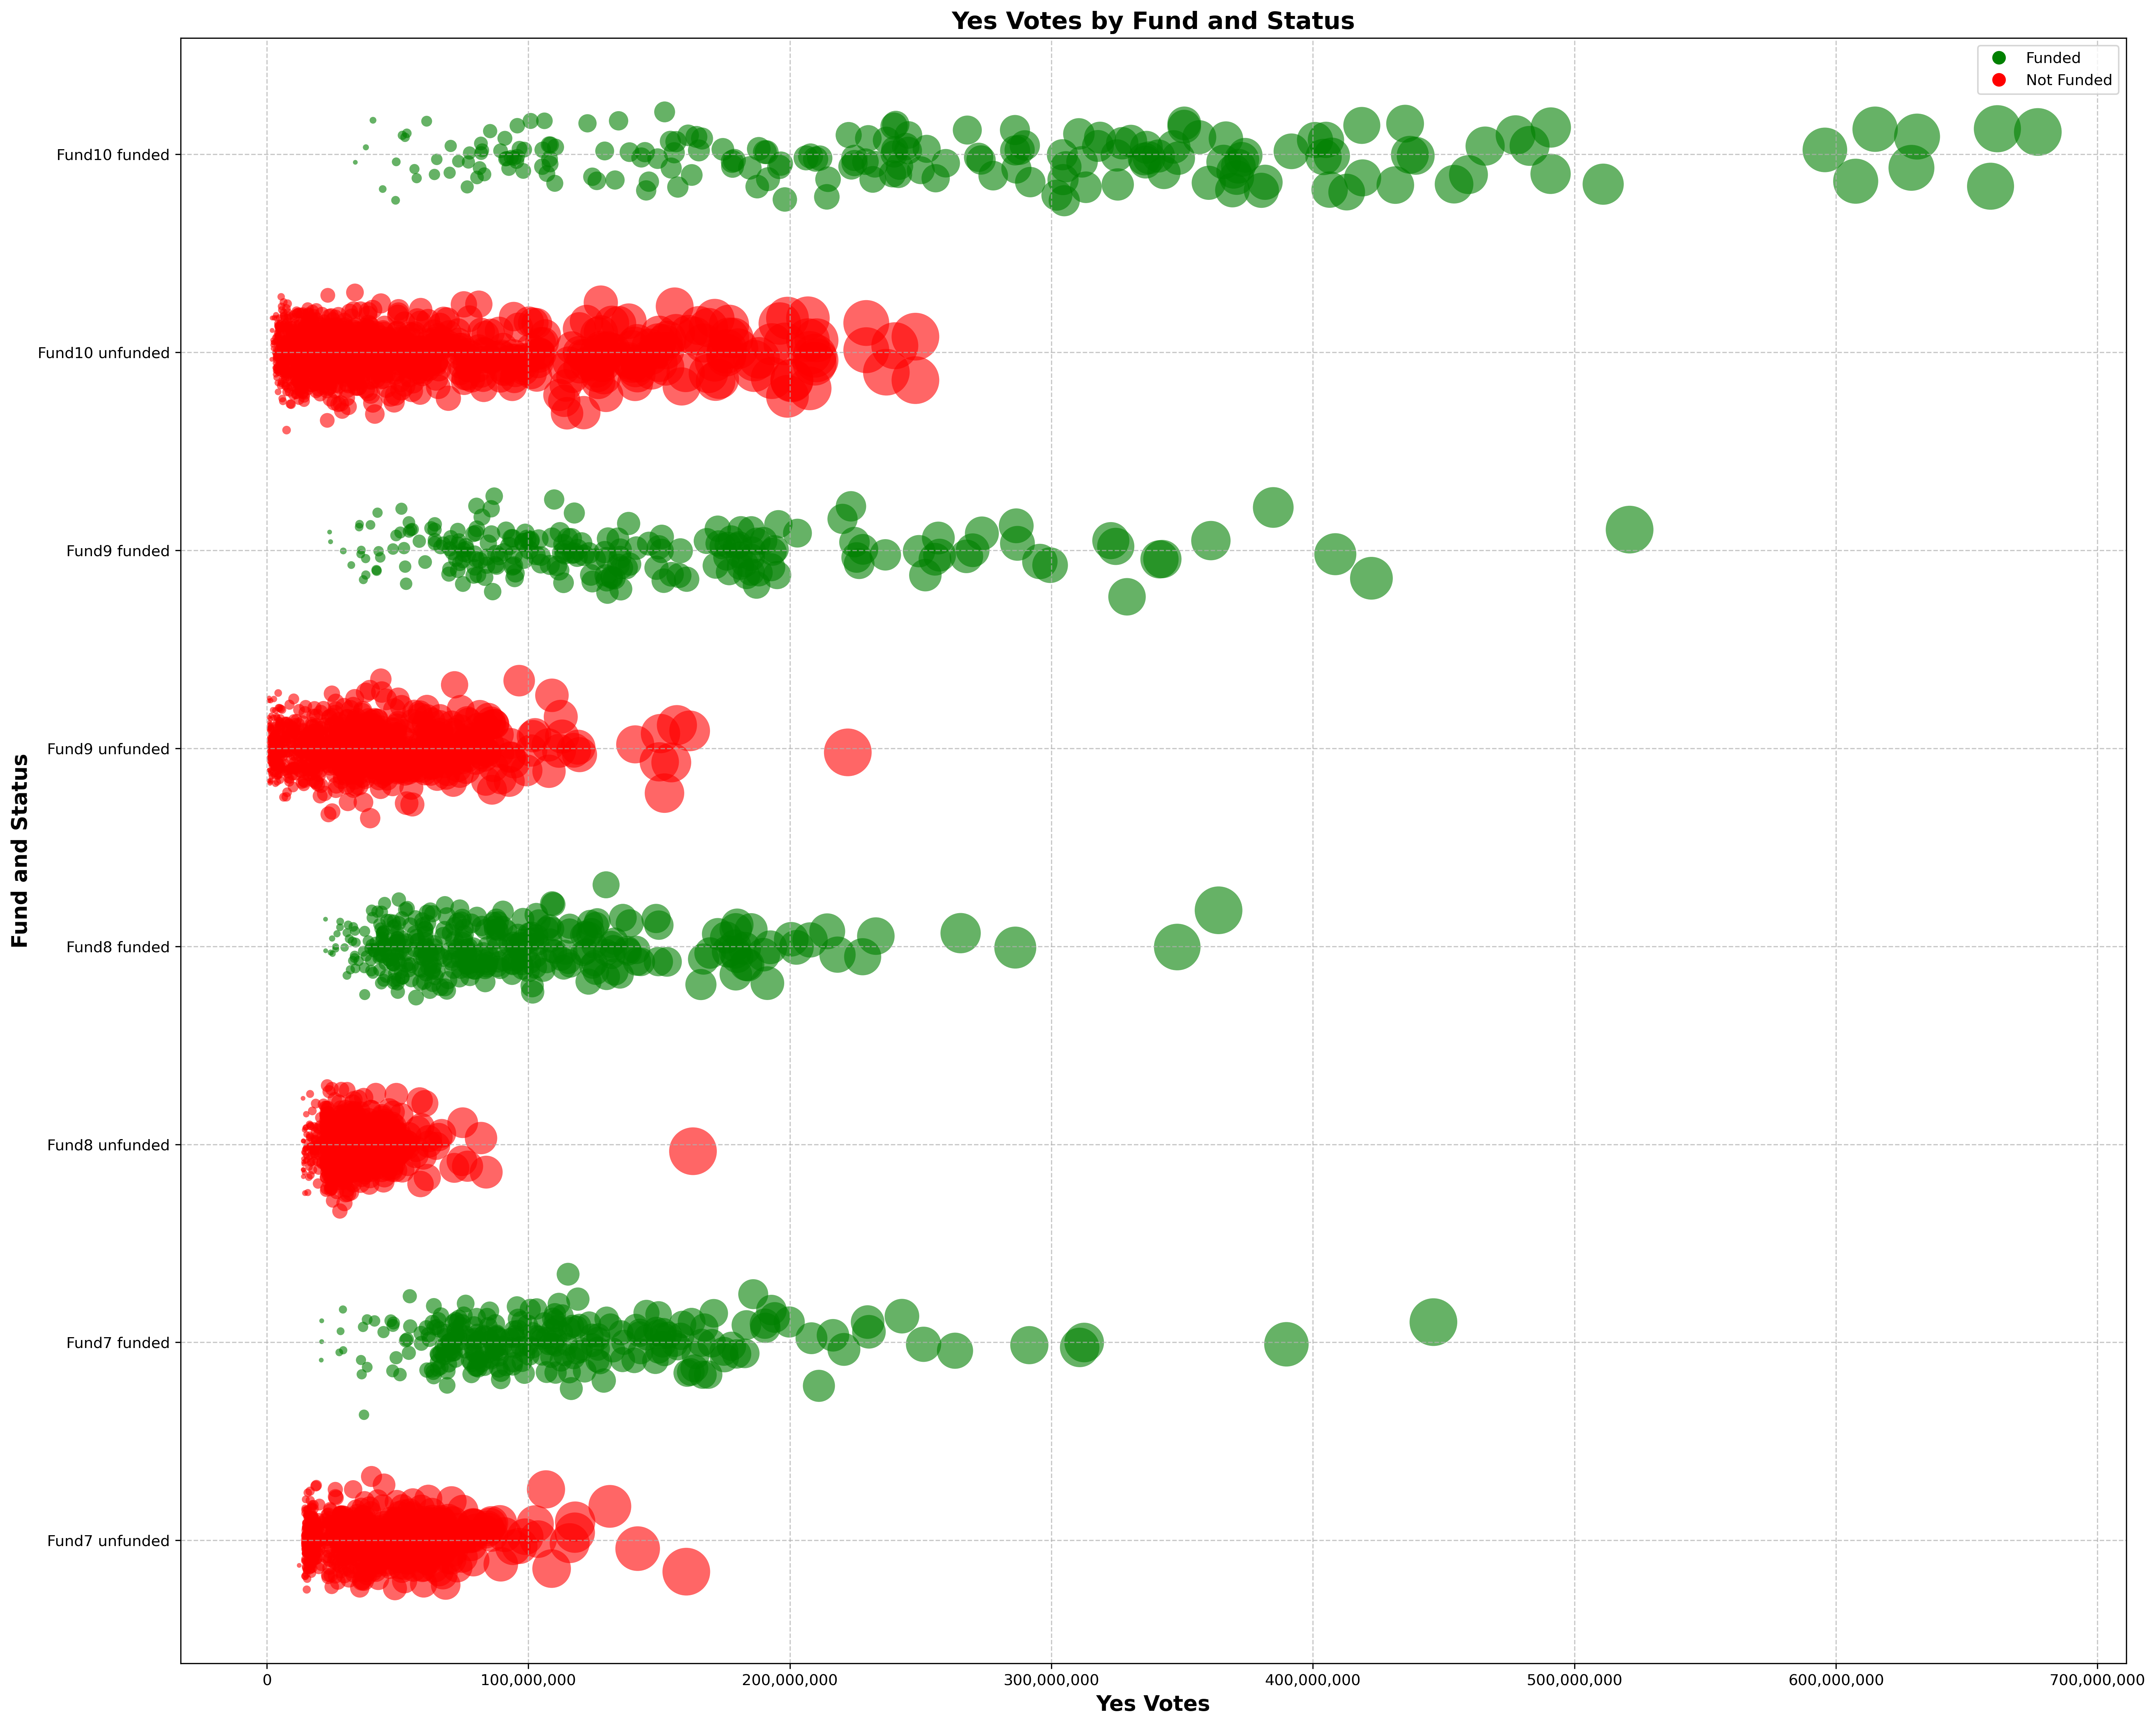 Yes Votes by Fund and Status
Funded
Not Funded
Fund10 funded
Fund10 unfunded
Fund9 funded
Fund9 unfunded
Fund8 funded
Fund8 unfunded
Fund7 funded
Fund7 unfunded
Fund and Status
0
100,000,000
200,000,000
300,000,000
400,000,000
500,000,000
600,000,000
700,000,000
Yes Votes